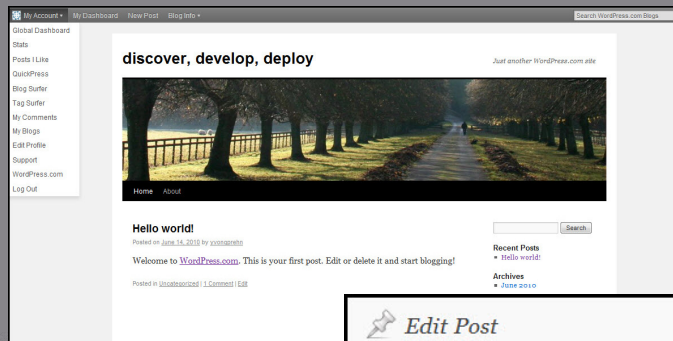 My Account ▾ My Dashboard New Post Blog Info ▾ Search WordPress.com Blogs
Global Dashboard
Stats
Posts I Like
QuickPress
Blog Surfer
Tag Surfer
My Comments
My Blogs
Edit Profile
Support
WordPress.com
Log Out
discover, develop, deploy
Just another WordPress.com site
Home About
Hello world!
Posted on June 14, 2010 by yvonprehn
Welcome to WordPress.com. This is your first post. Edit or delete it and start blogging!
Posted in Uncategorized | 1 Comment | Edit
Search
Recent Posts
Hello world!
Archives
June 2010
Edit Post